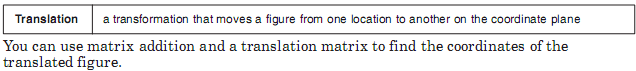 Translation a transformation that moves a figure from one location to another on the coordinate plane
You can use matrix addition and a translation matrix to find the coordinates of the
translated figure.